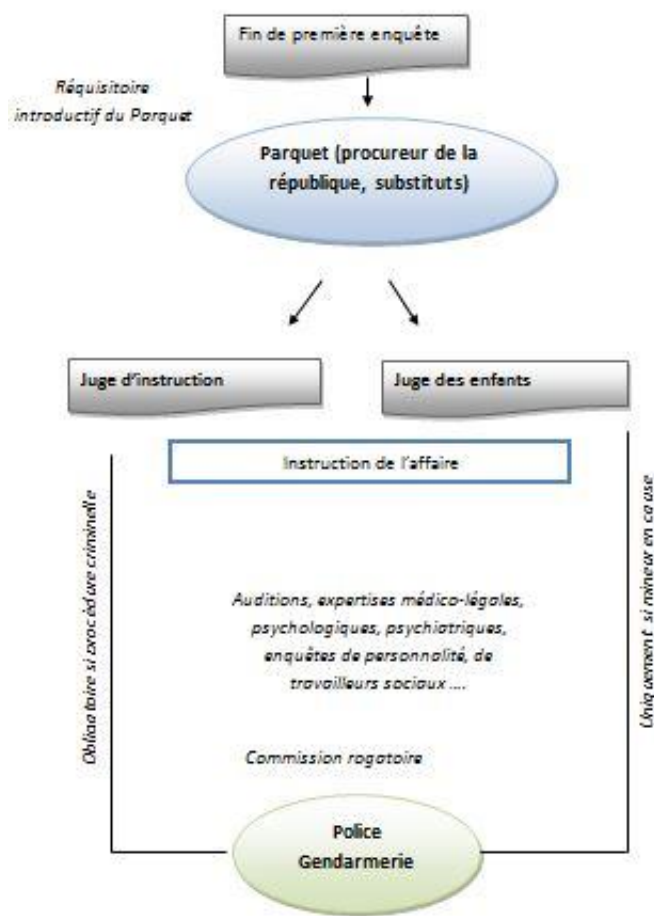 Fin de première enquête
Réquisitoire
introductif du Parquet
Parquet (procureur de la
république, substituts)
Juge d'instruction
Juge des enfants
Instruction de l'affaire
Obligatoire si procédure criminelle
Uniquement si mineur en cause
Auditions, expertises médico-légales,
psychologiques, psychiatriques,
enquêtes de personnalité, de
travailleurs sociaux ....
Commission rogatoire
Police
Gendarmerie